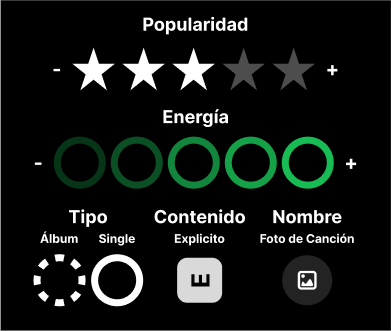 Popularidad
- +
Energía
- +
Tipo Contenido Nombre
Álbum Single Explicito Foto de Canción
E